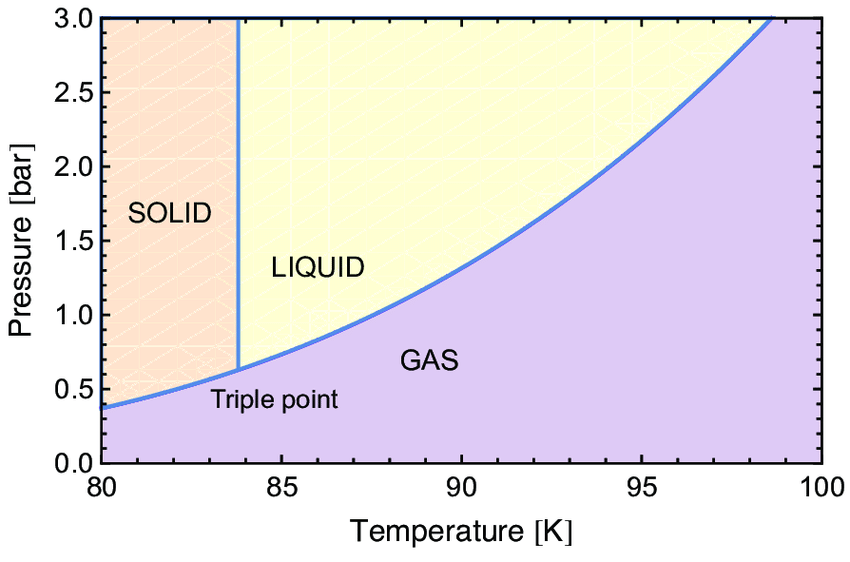 3.0
2.5
2.0
1.5
1.0
0.5
0.0
Pressure [bar]
SOLID
LIQUID
GAS
Triple point
80 85 90 95 100
Temperature [K]